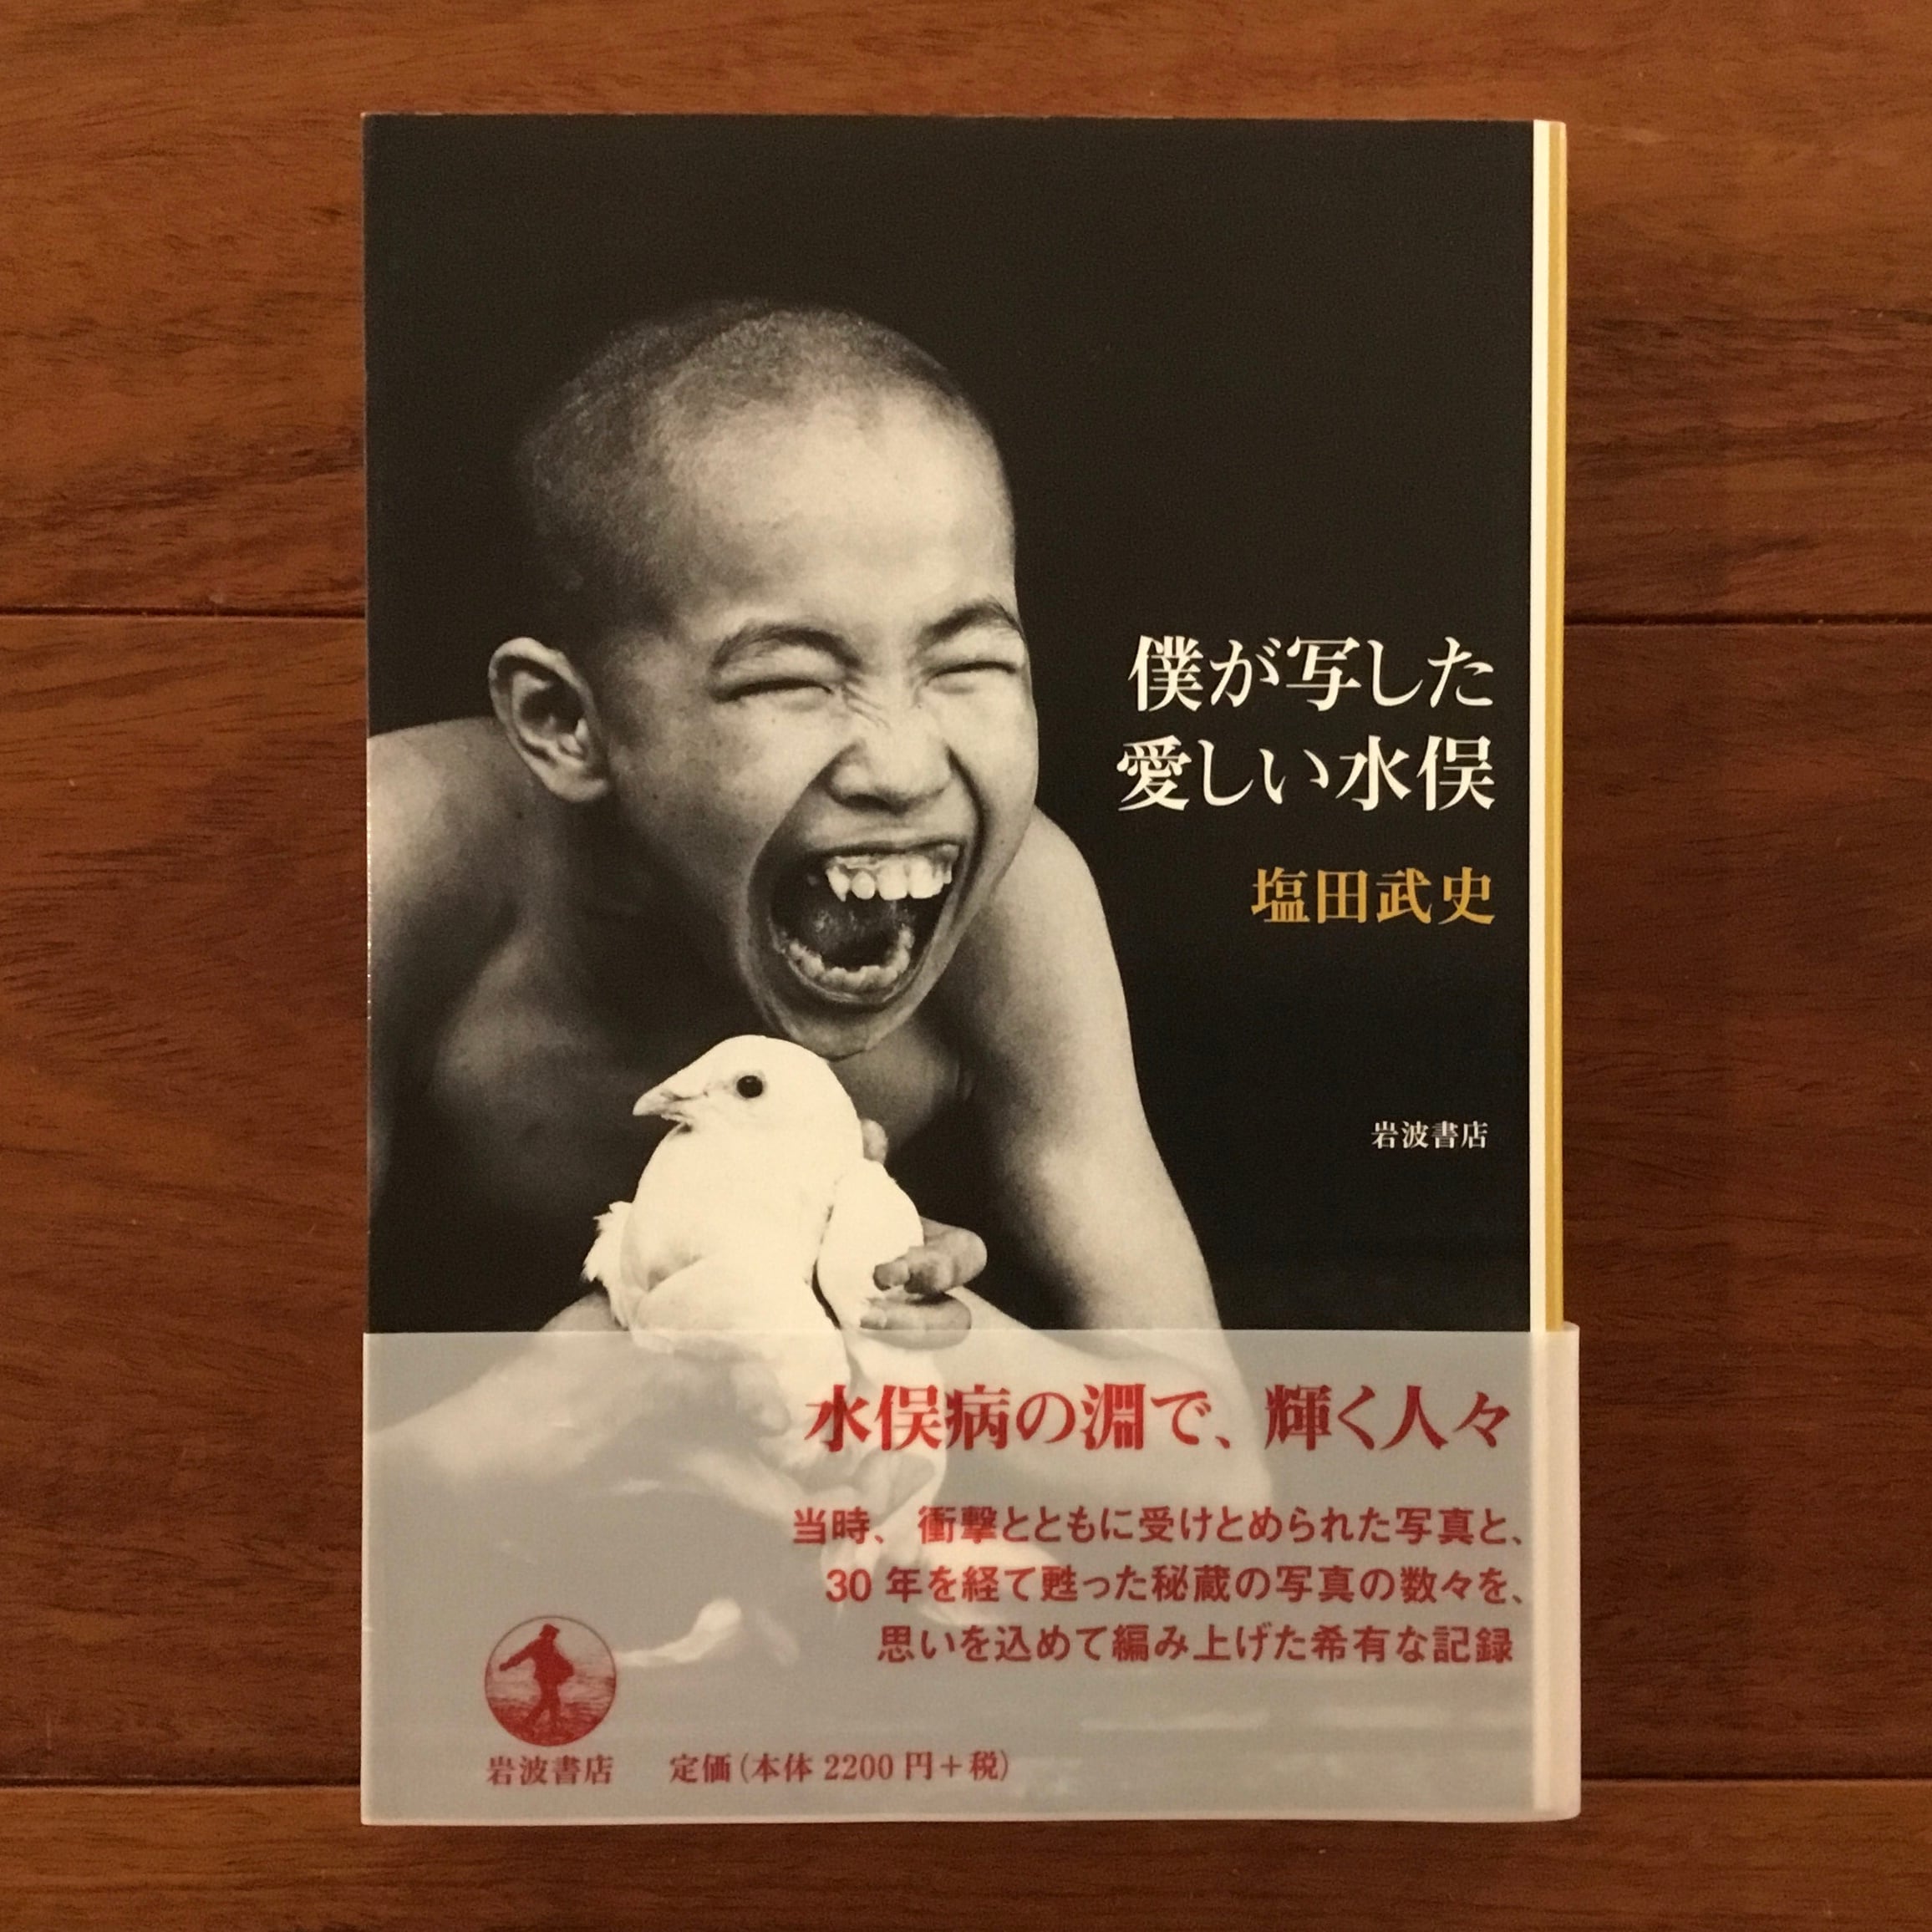 僕が写した
愛しい水俣
塩田武史
岩波書店
水俣病の淵で、輝く人々
当時、衝撃とともに受けとめられた写真と、
30年を経て甦った秘蔵の写真の数々を、
思いを込めて編み上げた希有な記録
岩波書店
定価(本体2200円+税)